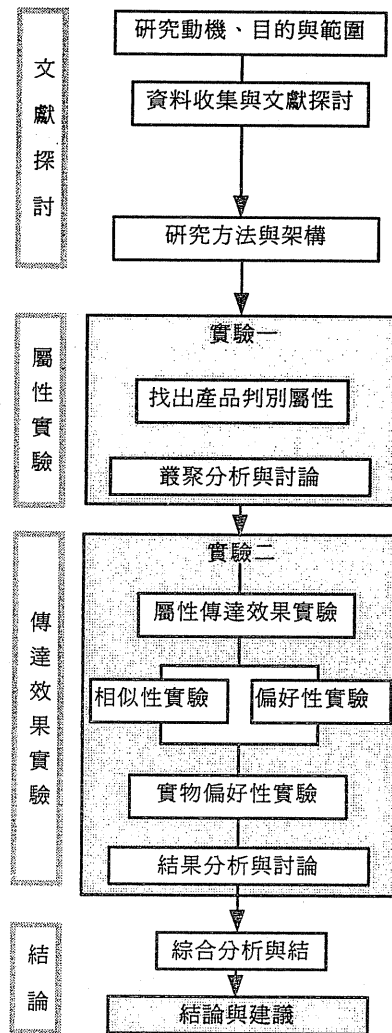 文獻探討
研究動機、目的與範圍
資料收集與文獻探討
研究方法與架構
屬性實驗
實驗一
找出產品判別屬性
叢聚分析與討論
傳達效果實驗
實驗二
屬性傳達效果實驗
相似性實驗
偏好性實驗
實物偏好性實驗
結果分析與討論
結論
綜合分析與結
結論與建議